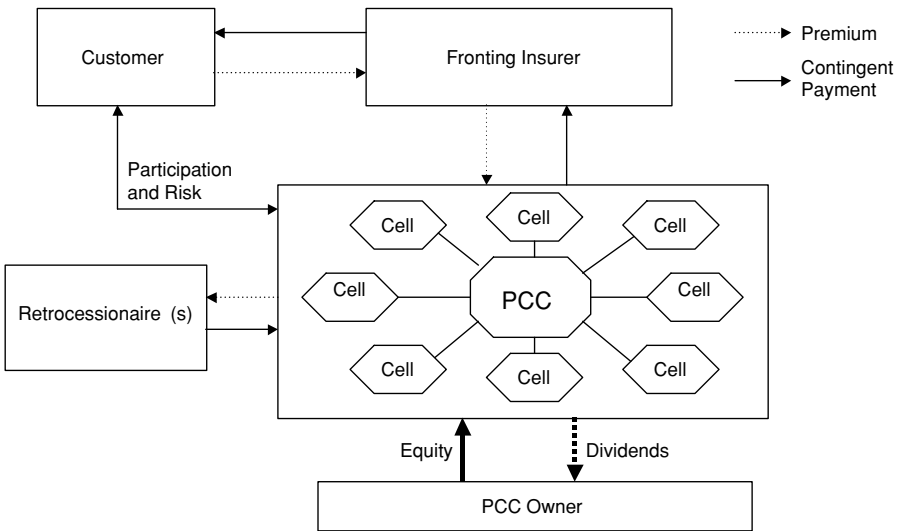 Customer
Fronting Insurer
Premium
Contingent
Payment
Participation
and Risk
Cell
Cell
Cell
Retrocessionaire (s)
Cell
PCC
Cell
Cell
Cell
Cell
Equity
Dividends
PCC Owner